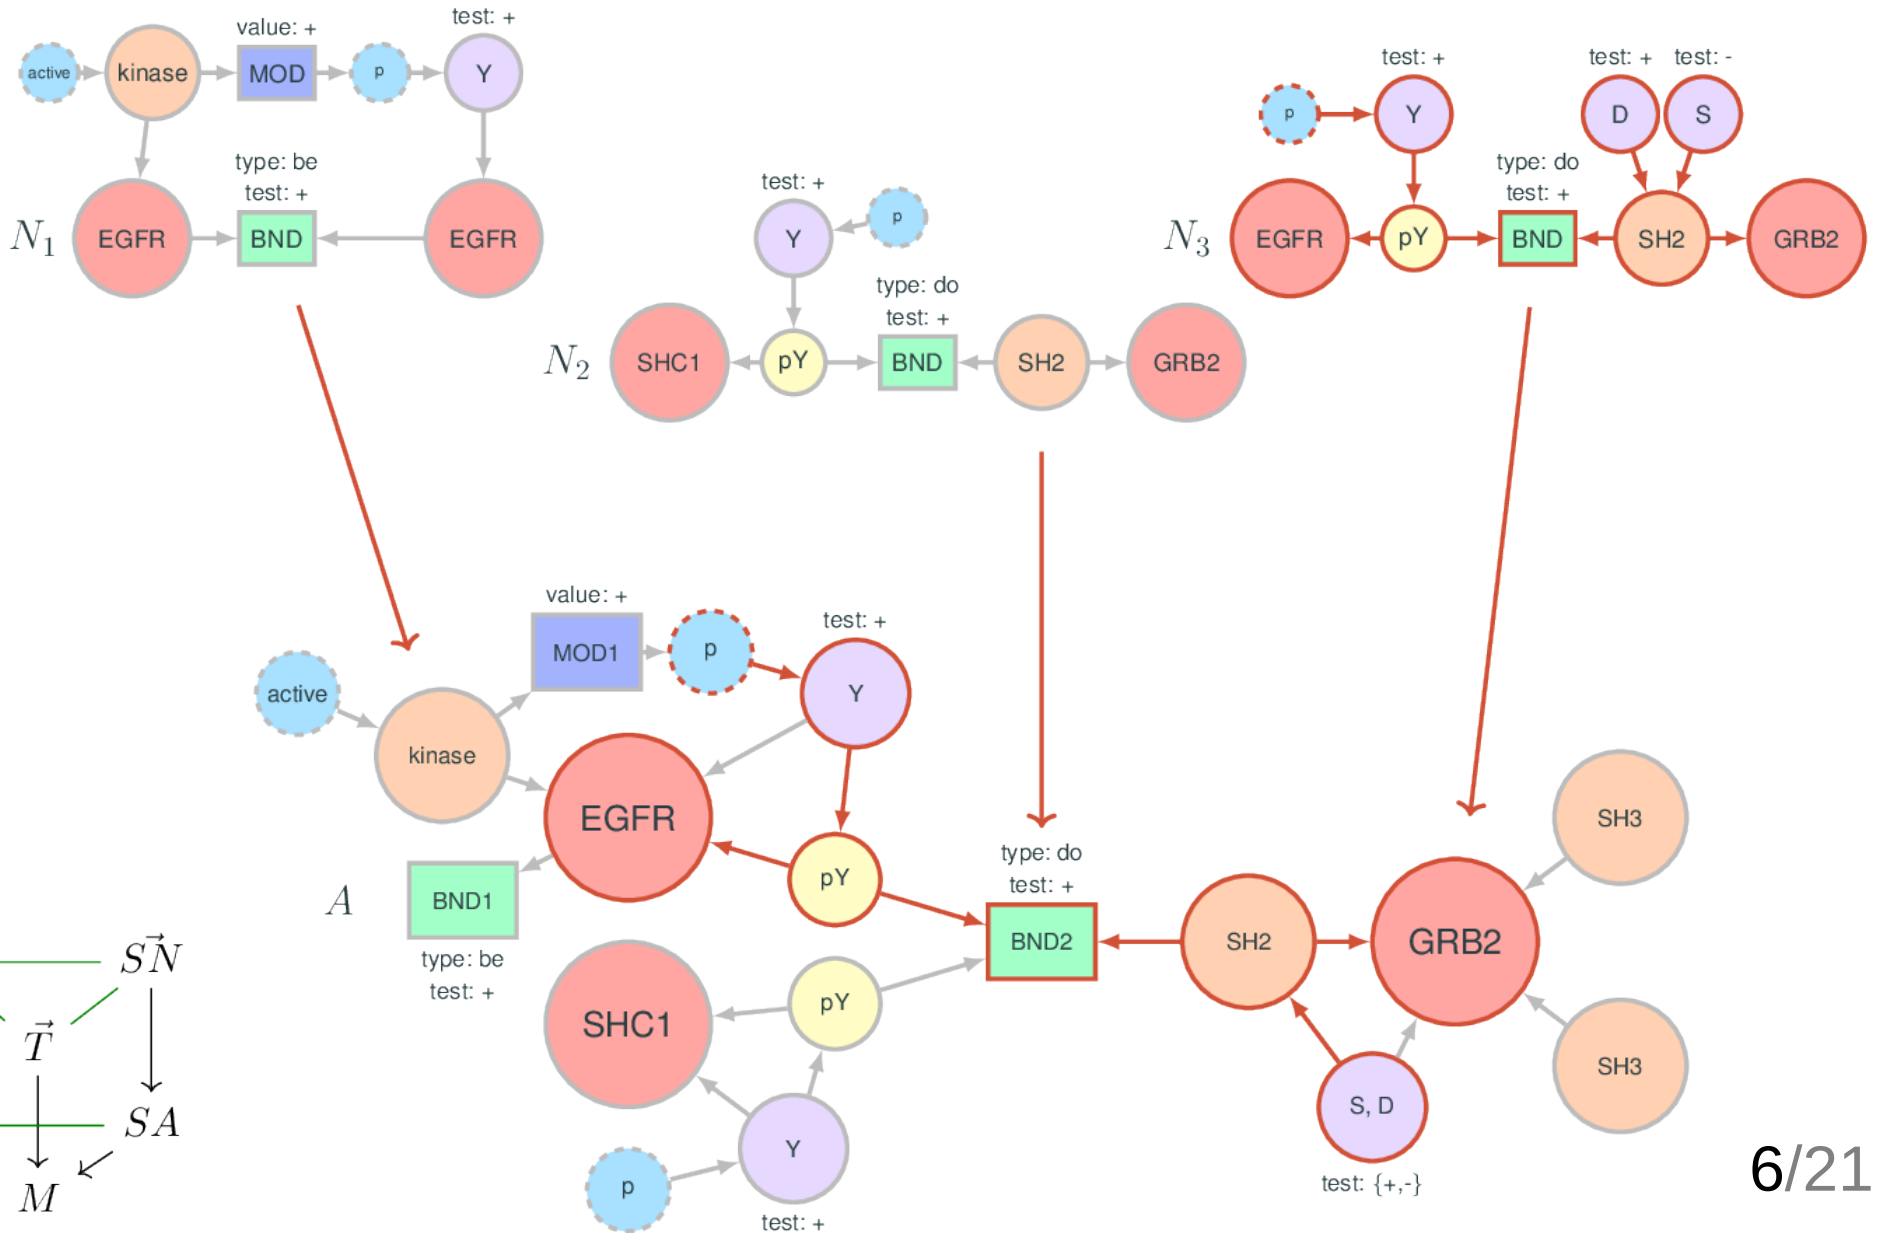 value: +
test: +
active
kinase
MOD
p
Y
type: be
test: +
N1
EGFR
BND
EGFR
test: +
Y
p
type: do
test: +
N2
SHC1
pY
BND
SH2
GRB2
test: +
test: +
test: -
p
Y
D
S
type: do
test: +
N3
EGFR
pY
BND
SH2
GRB2
value: +
test: +
active
MOD1
p
Y
kinase
EGFR
pY
A
BND1
type: be
test: +
type: do
test: +
BND2
SH2
GRB2
SH3
SH3
SHC1
pY
Y
p
test: +
S, D
test: {+,-}
S\vec{N}
\vec{T}
SA
M
6/21